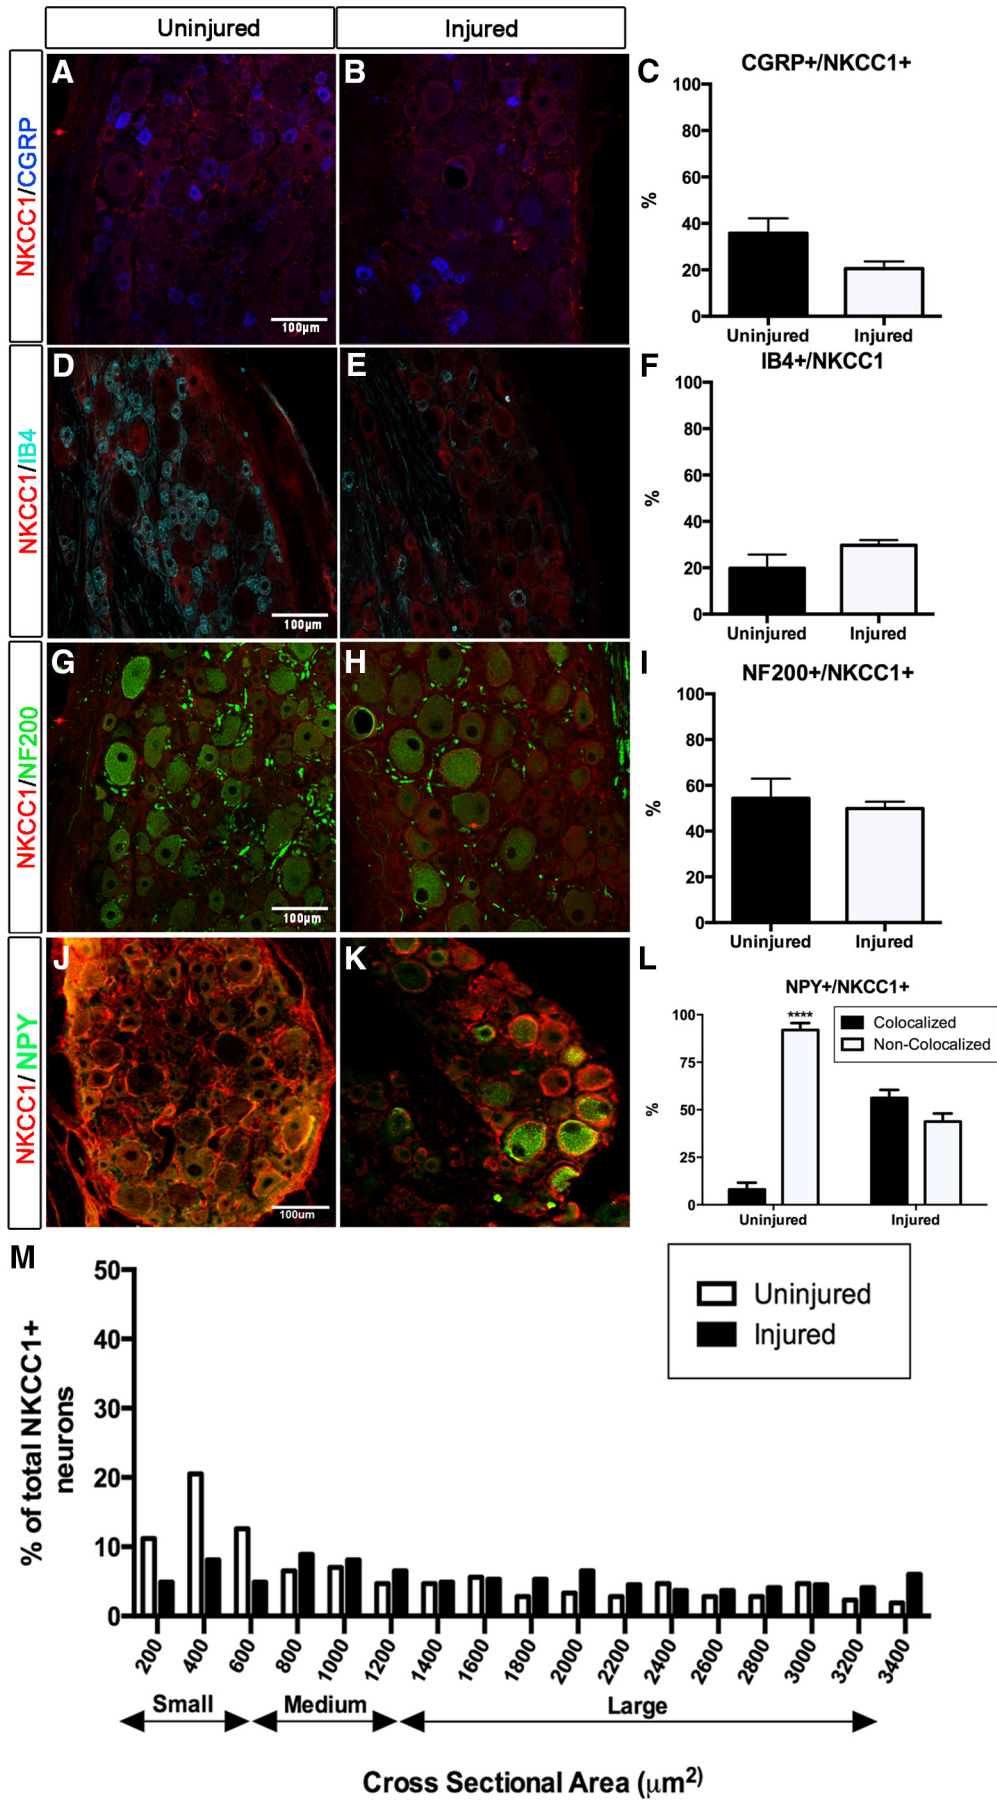 Uninjured
Injured
NKCC1/CGRP
A
B
100µm
C
CGRP+/NKCC1+
100
80
60
40
20
0
%
Uninjured
Injured
NKCC1/IB4
D
E
100µm
F
IB4+/NKCC1
100
80
60
40
20
0
%
Uninjured
Injured
NKCC1/NF200
G
H
100µm
I
NF200+/NKCC1+
100
80
60
40
20
0
%
Uninjured
Injured
NKCC1/NPY
J
K
100um
L
NPY+/NKCC1+
100
75
50
25
0
%
****
Colocalized
Non-Colocalized
Uninjured
Injured
M
% of total NKCC1+
neurons
50
40
30
20
10
0
Uninjured
Injured
200
400
600
800
1000
1200
1400
1600
1800
2000
2200
2400
2600
2800
3000
3200
3400
Small
Medium
Large
Cross Sectional Area (µm²)